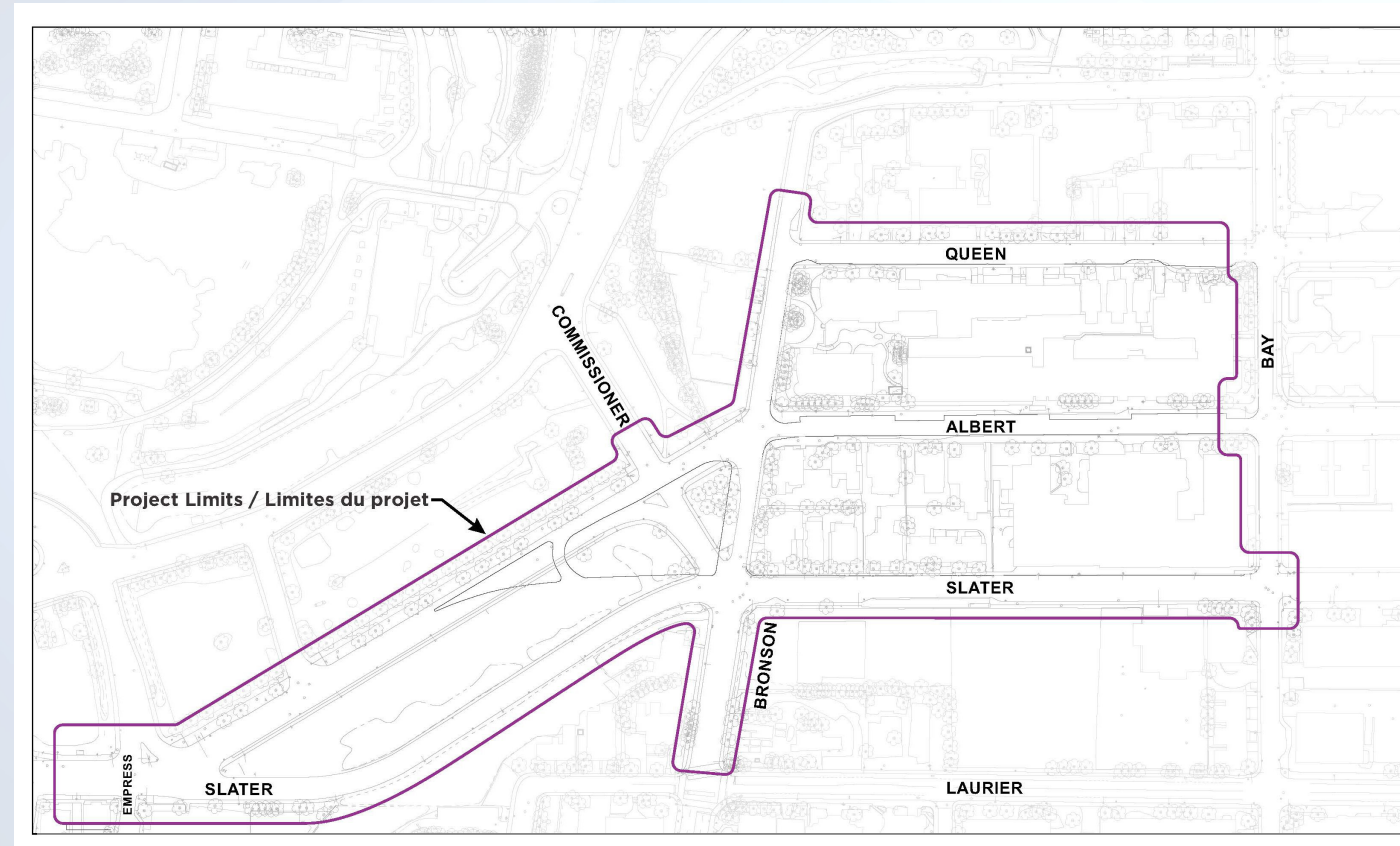 QUEEN
COMMISSIONER
BAY
ALBERT
Project Limits / Limites du projet
SLATER
BRONSON
EMPRESS
SLATER
LAURIER